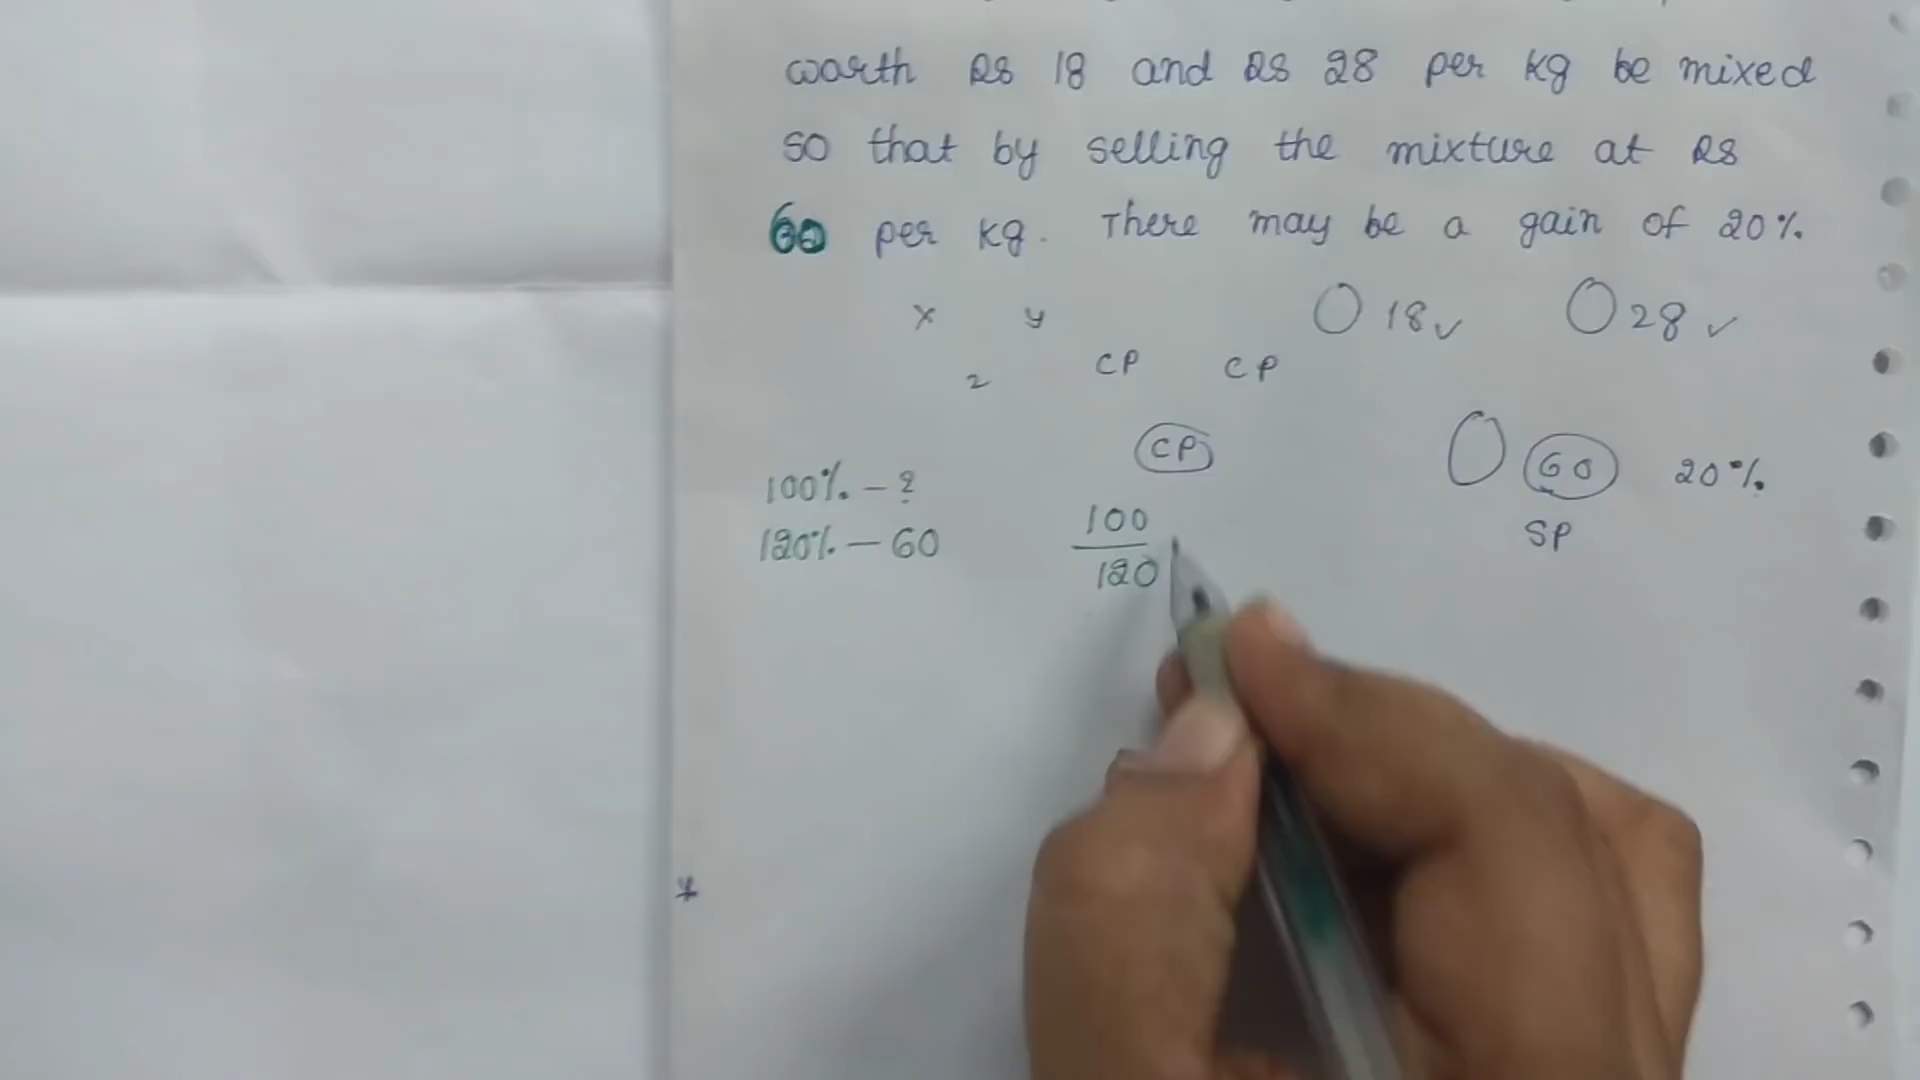 worth Rs 18 and Rs 28 per kg be mixed
so that by selling the mixture at Rs
60 per kg. There may be a gain of 20%.
x y 18✓ 28✓
z CP CP
CP
100% - ? 60 20%.
120% - 60 SP
100
120